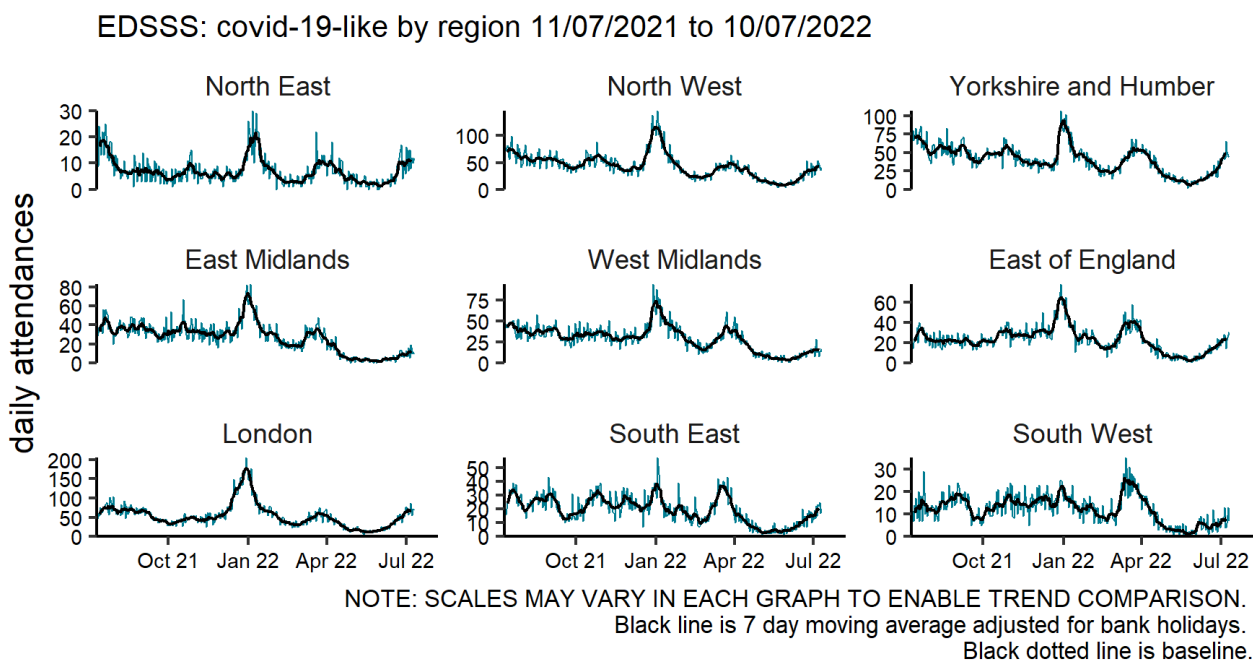 EDSSS: covid-19-like by region 11/07/2021 to 10/07/2022
daily attendances
North East
30
20
10
0
North West
100
50
0
Yorkshire and Humber
100
75
50
25
0
East Midlands
80
60
40
20
0
West Midlands
75
50
25
0
East of England
60
40
20
0
London
200
150
100
50
0
Oct 21 Jan 22 Apr 22 Jul 22
South East
50
40
30
20
10
0
Oct 21 Jan 22 Apr 22 Jul 22
South West
30
20
10
0
Oct 21 Jan 22 Apr 22 Jul 22
NOTE: SCALES MAY VARY IN EACH GRAPH TO ENABLE TREND COMPARISON.
Black line is 7 day moving average adjusted for bank holidays.
Black dotted line is baseline.